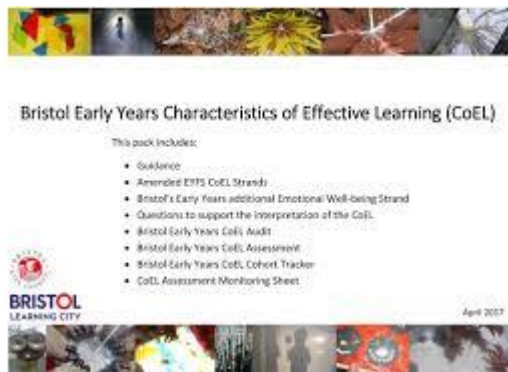 Bristol Early Years Characteristics of Effective Learning (CoEL)
This pack includes:
Guidance
Amended EYFS CoEL Strands
Bristol's Early Years additional Emotional Well-being Strand
Questions to support the interpretation of the CoEL
Bristol Early Years CoEL Audit
Bristol Early Years CoEL Assessment
Bristol Early Years CoEL Cohort Tracker
CoEL Assessment Monitoring Sheet
BRISTOL
LEARNING CITY
April 2017